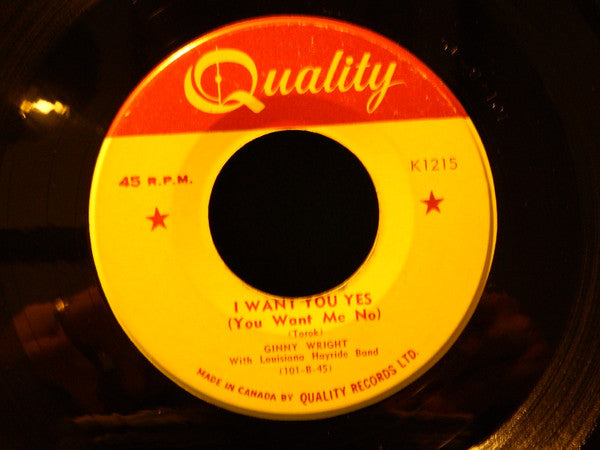 Quality
45 R.P.M.
K1215
I WANT YOU YES
(You Want Me No)
(Torok)
GINNY WRIGHT
With Louisiana Hayride Band
(101-B-45)
MADE IN CANADA BY QUALITY RECORDS LTD.